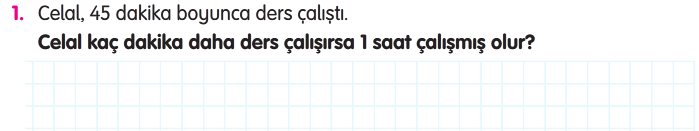 1. Celal, 45 dakika boyunca ders çalıştı.
Celal kaç dakika daha ders çalışırsa 1 saat çalışmış olur?